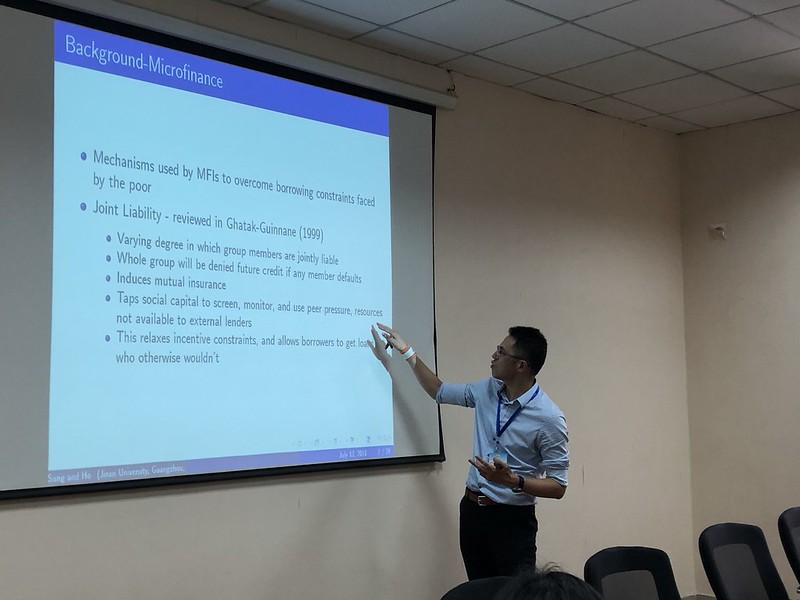 Background-Microfinance
Mechanisms used by MFIs to overcome borrowing constraints faced
by the poor
Joint Liability - reviewed in Ghatak-Guinnane (1999)
Varying degree in which group members are jointly liable
Whole group will be denied future credit if any member defaults
Induces mutual insurance
Taps social capital to screen, monitor, and use peer pressure, resources
not available to external lenders
This relaxes incentive constraints, and allows borrowers to get
who otherwise wouldn't
and Ho (Jinan University, Guangzhou,
July